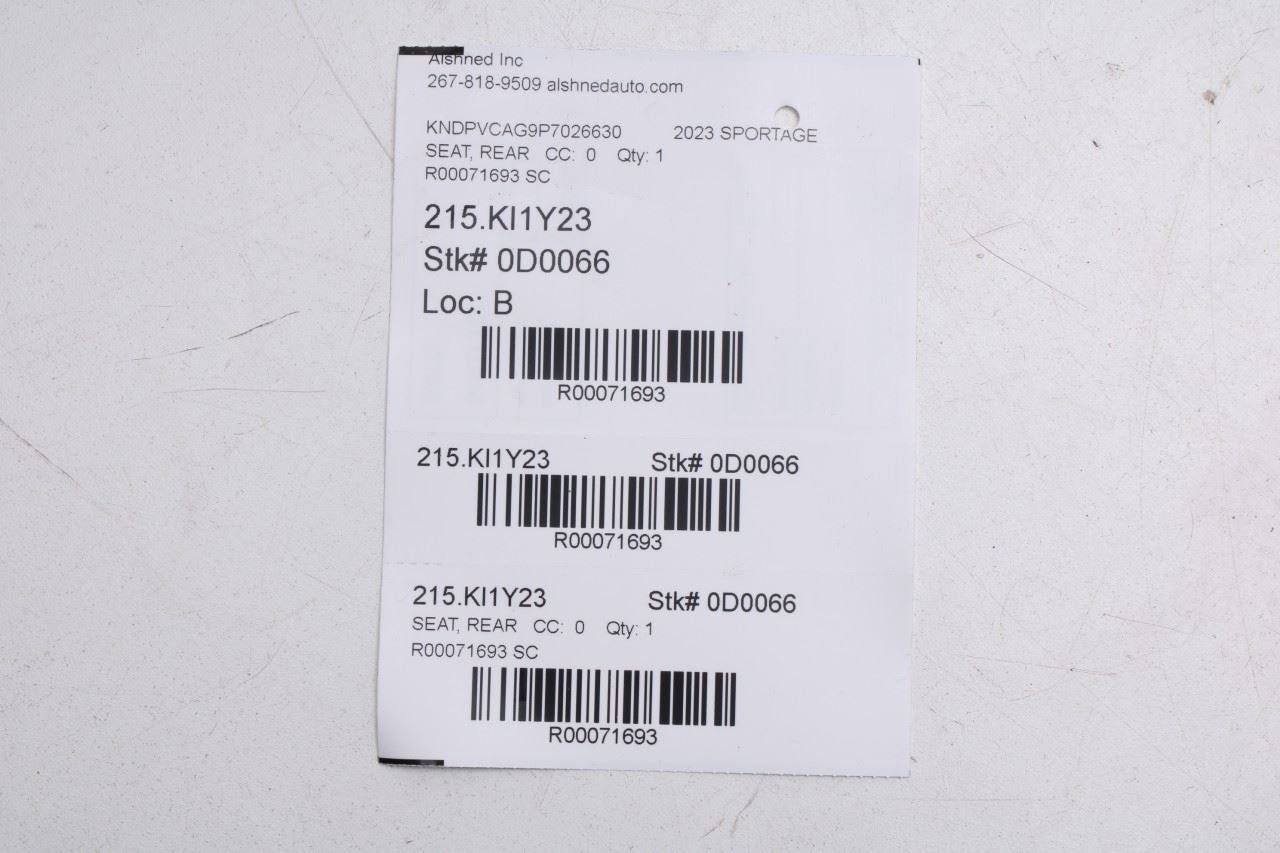 Alshned Inc
267-818-9509 alshnedauto.com
KNDPVCAG9P7026630 2023 SPORTAGE
SEAT, REAR CC: 0 Qty: 1
R00071693 SC
215.KI1Y23
Stk# 0D0066
Loc: B
R00071693
215.KI1Y23 Stk# 0D0066
R00071693
215.KI1Y23 Stk# 0D0066
SEAT, REAR CC: 0 Qty: 1
R00071693 SC
R00071693